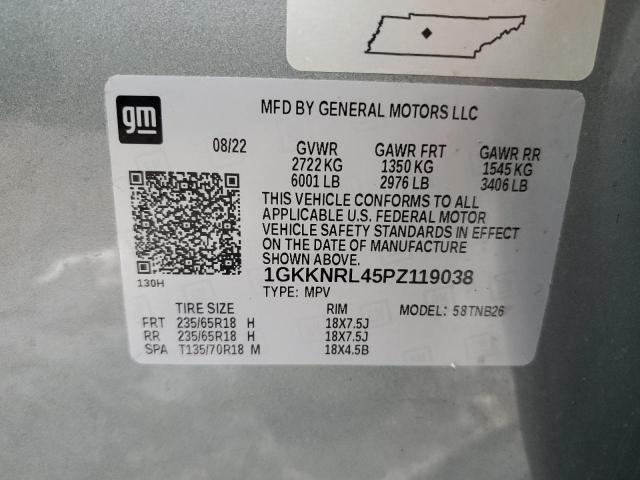 gm
MFD BY GENERAL MOTORS LLC
08/22 GVWR GAWR FRT GAWR RR
2722 KG 1350 KG 1545 KG
6001 LB 2976 LB 3406 LB
THIS VEHICLE CONFORMS TO ALL
APPLICABLE U.S. FEDERAL MOTOR
VEHICLE SAFETY STANDARDS IN EFFECT
ON THE DATE OF MANUFACTURE
SHOWN ABOVE.
1GKKNRL45PZ119038
130H
TYPE: MPV
TIRE SIZE RIM MODEL: 58TNB26
FRT 235/65R18 H 18X7.5J
RR 235/65R18 H 18X7.5J
SPA T135/70R18 M 18X4.5B